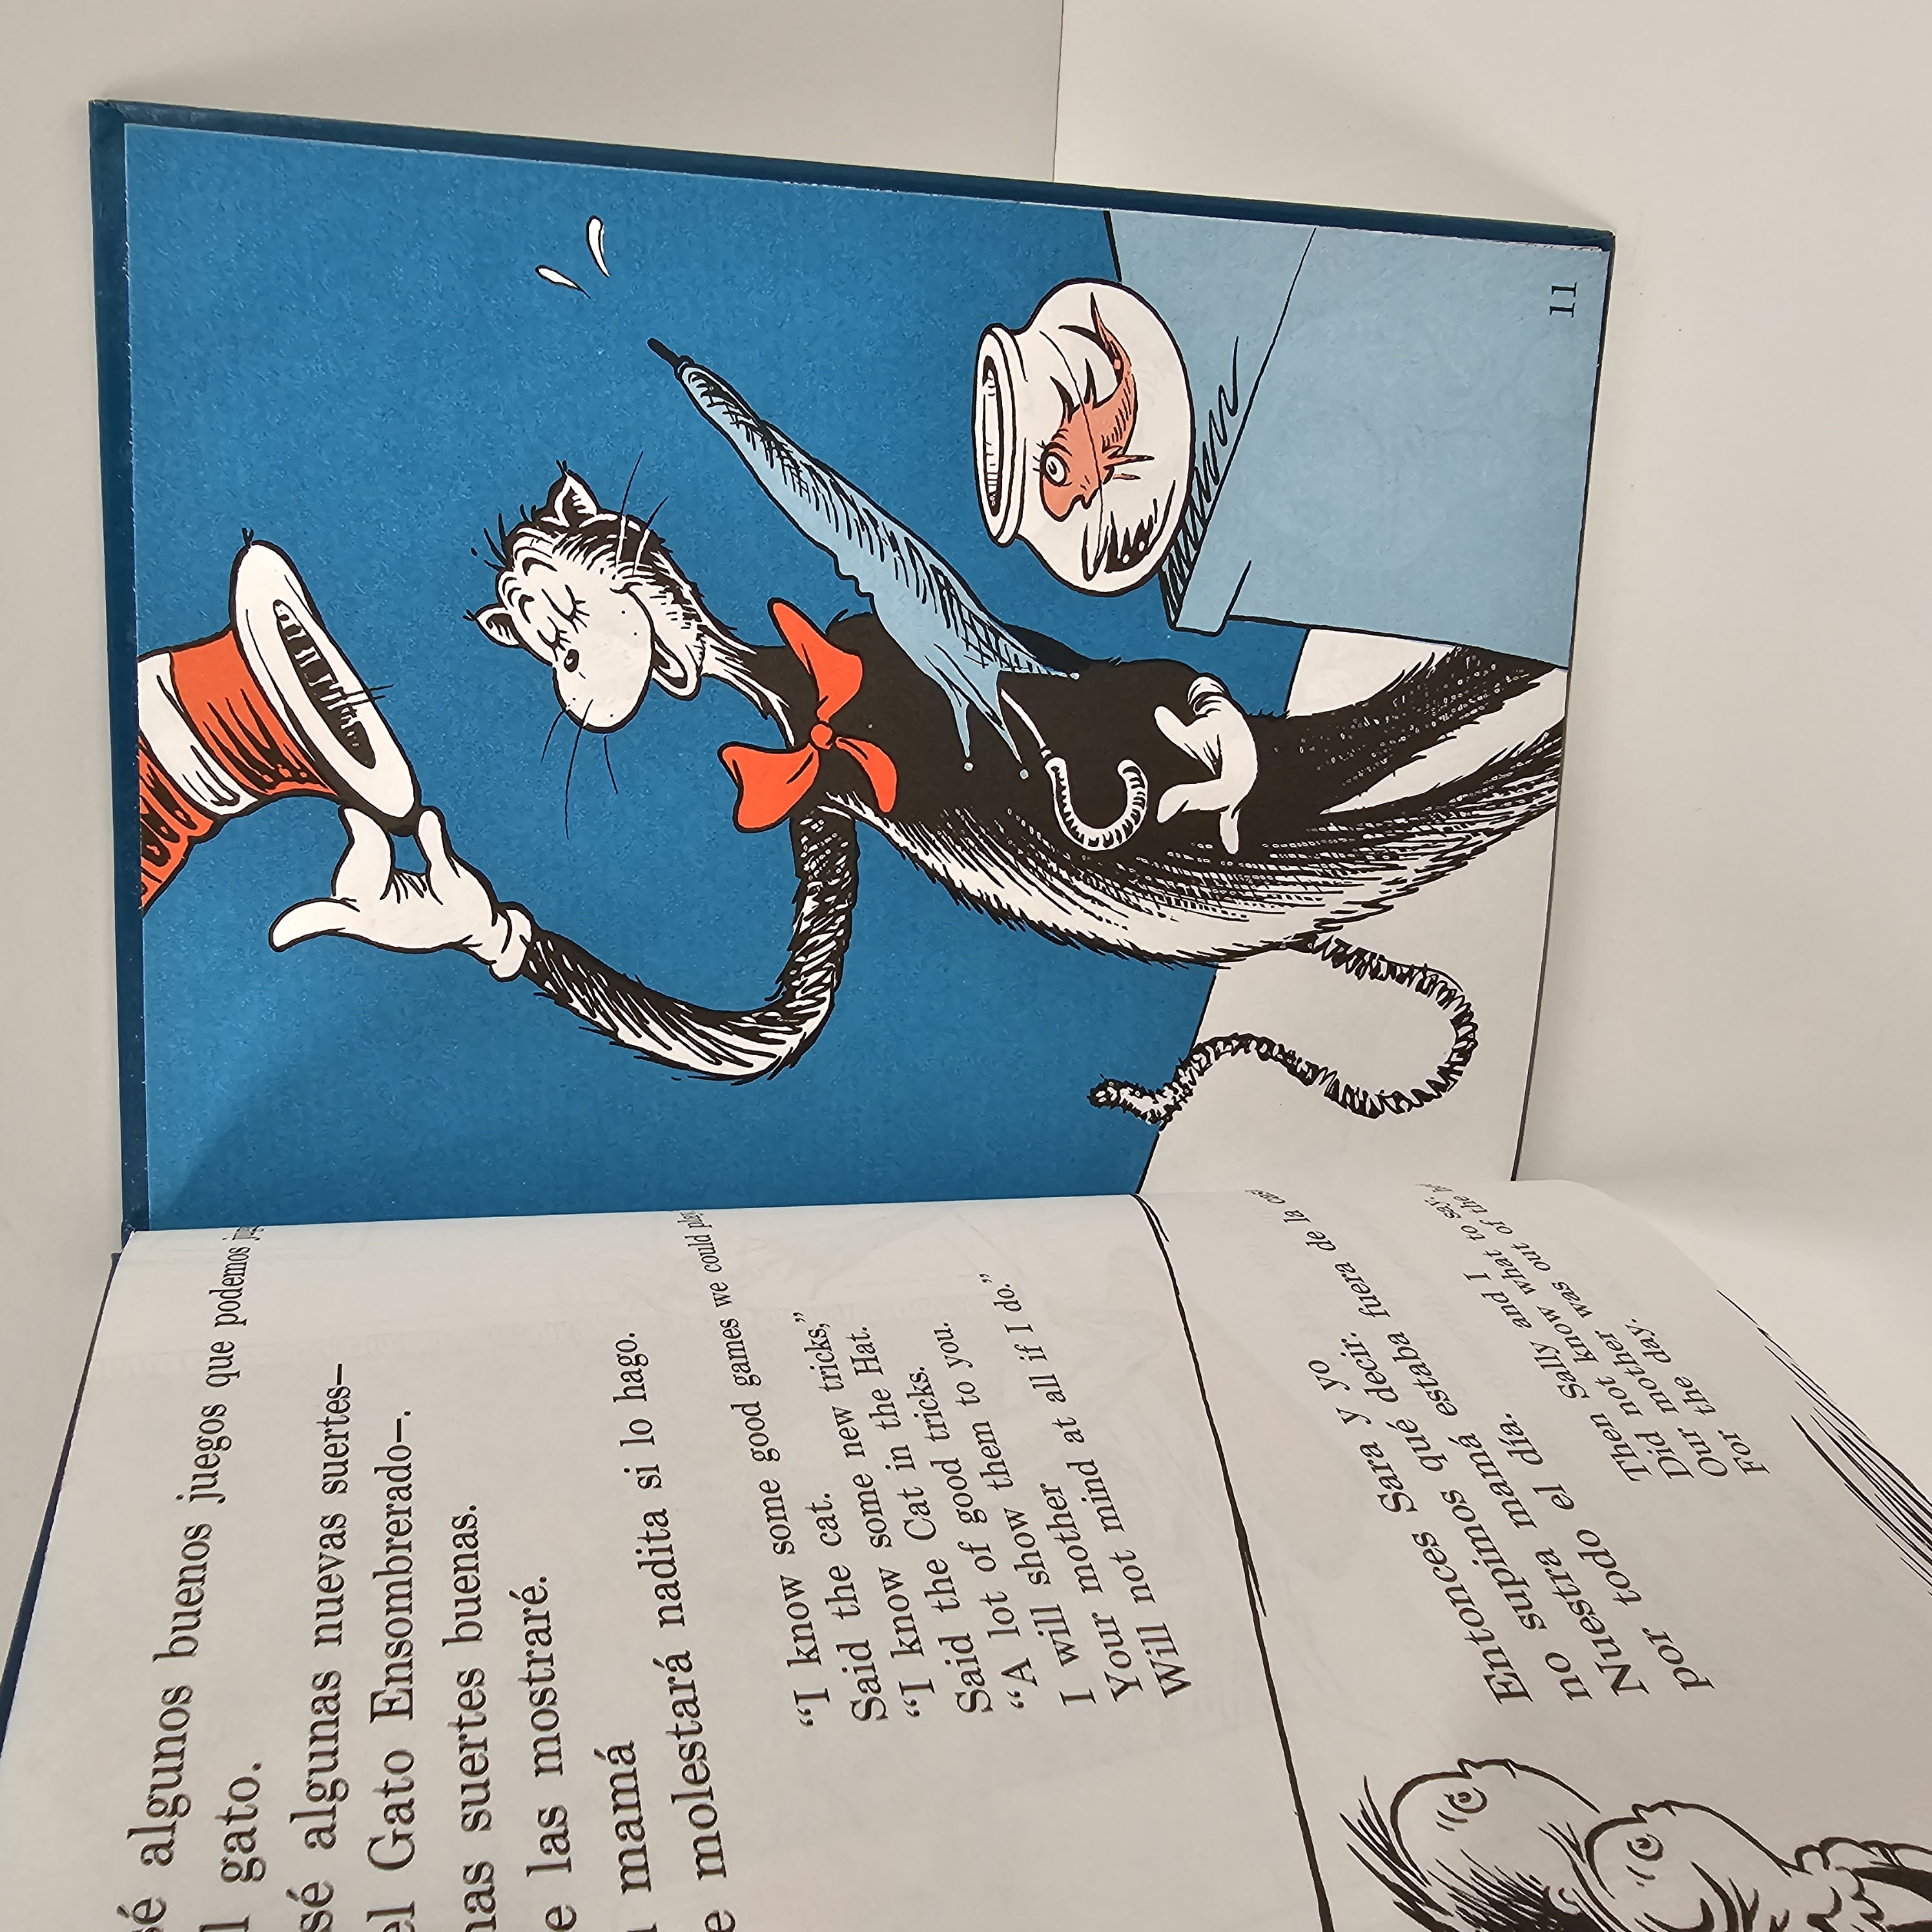 sé algunos buenos juegos que podemos
gato.
sé algunas nuevas suertes—
el Gato Ensombrerado—.
suertes buenas.
las mostraré.
mamá
molestará nadita si lo hago.
“I know some good games we could play,
Said the cat.
“I know some new tricks,”
Said the Cat in the Hat.
“A lot of good tricks.
I will show them to you.
Your mother
Will not mind at all if I do.”
Entonces Sara y yo
no supimos qué decir.
Nuestra mamá estaba fuera de la
por todo el día.
Then Sally and I
Did not know what to say.
Our mother was out of the
For the day.
11